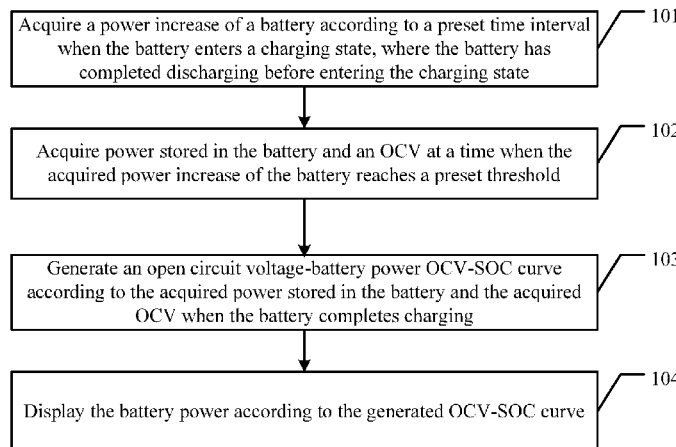 Acquire a power increase of a battery according to a preset time interval
when the battery enters a charging state, where the battery has
completed discharging before entering the charging state
101
Acquire power stored in the battery and an OCV at a time when the
acquired power increase of the battery reaches a preset threshold
102
Generate an open circuit voltage-battery power OCV-SOC curve
according to the acquired power stored in the battery and the acquired
OCV when the battery completes charging
103
Display the battery power according to the generated OCV-SOC curve
104